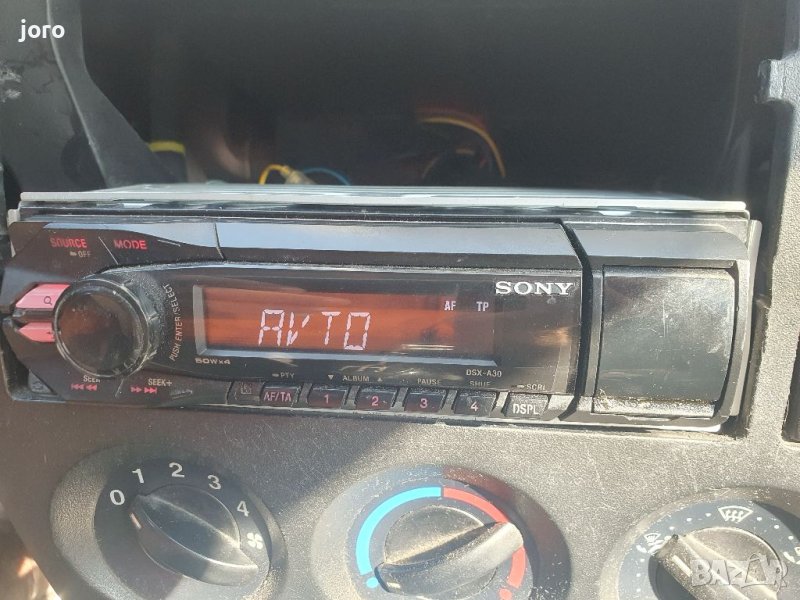 joro
SOURCE
OFF
MODE
PUSH ENTER/SELECT
SONY
AF TP
AVTO
50W×4
DSX-A30
SEEK
SEEK+
PTY
ALBUM
PAUSE
SHUF
SCRL
AF/TA
1
2
3
4
DSPL
0
1
2
3
4
BAZAR